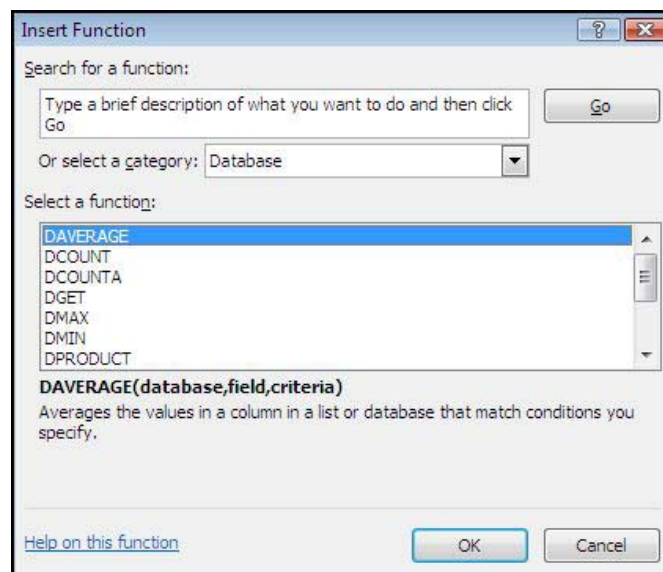 Insert Function
Search for a function:
Type a brief description of what you want to do and then click
Go
Go
Or select a category: Database
Select a function:
DAVERAGE
DCOUNT
DCOUNTA
DGET
DMAX
DMIN
DPRODUCT
DAVERAGE(database,field,criteria)
Averages the values in a column in a list or database that match conditions you
specify.
Help on this function
OK
Cancel